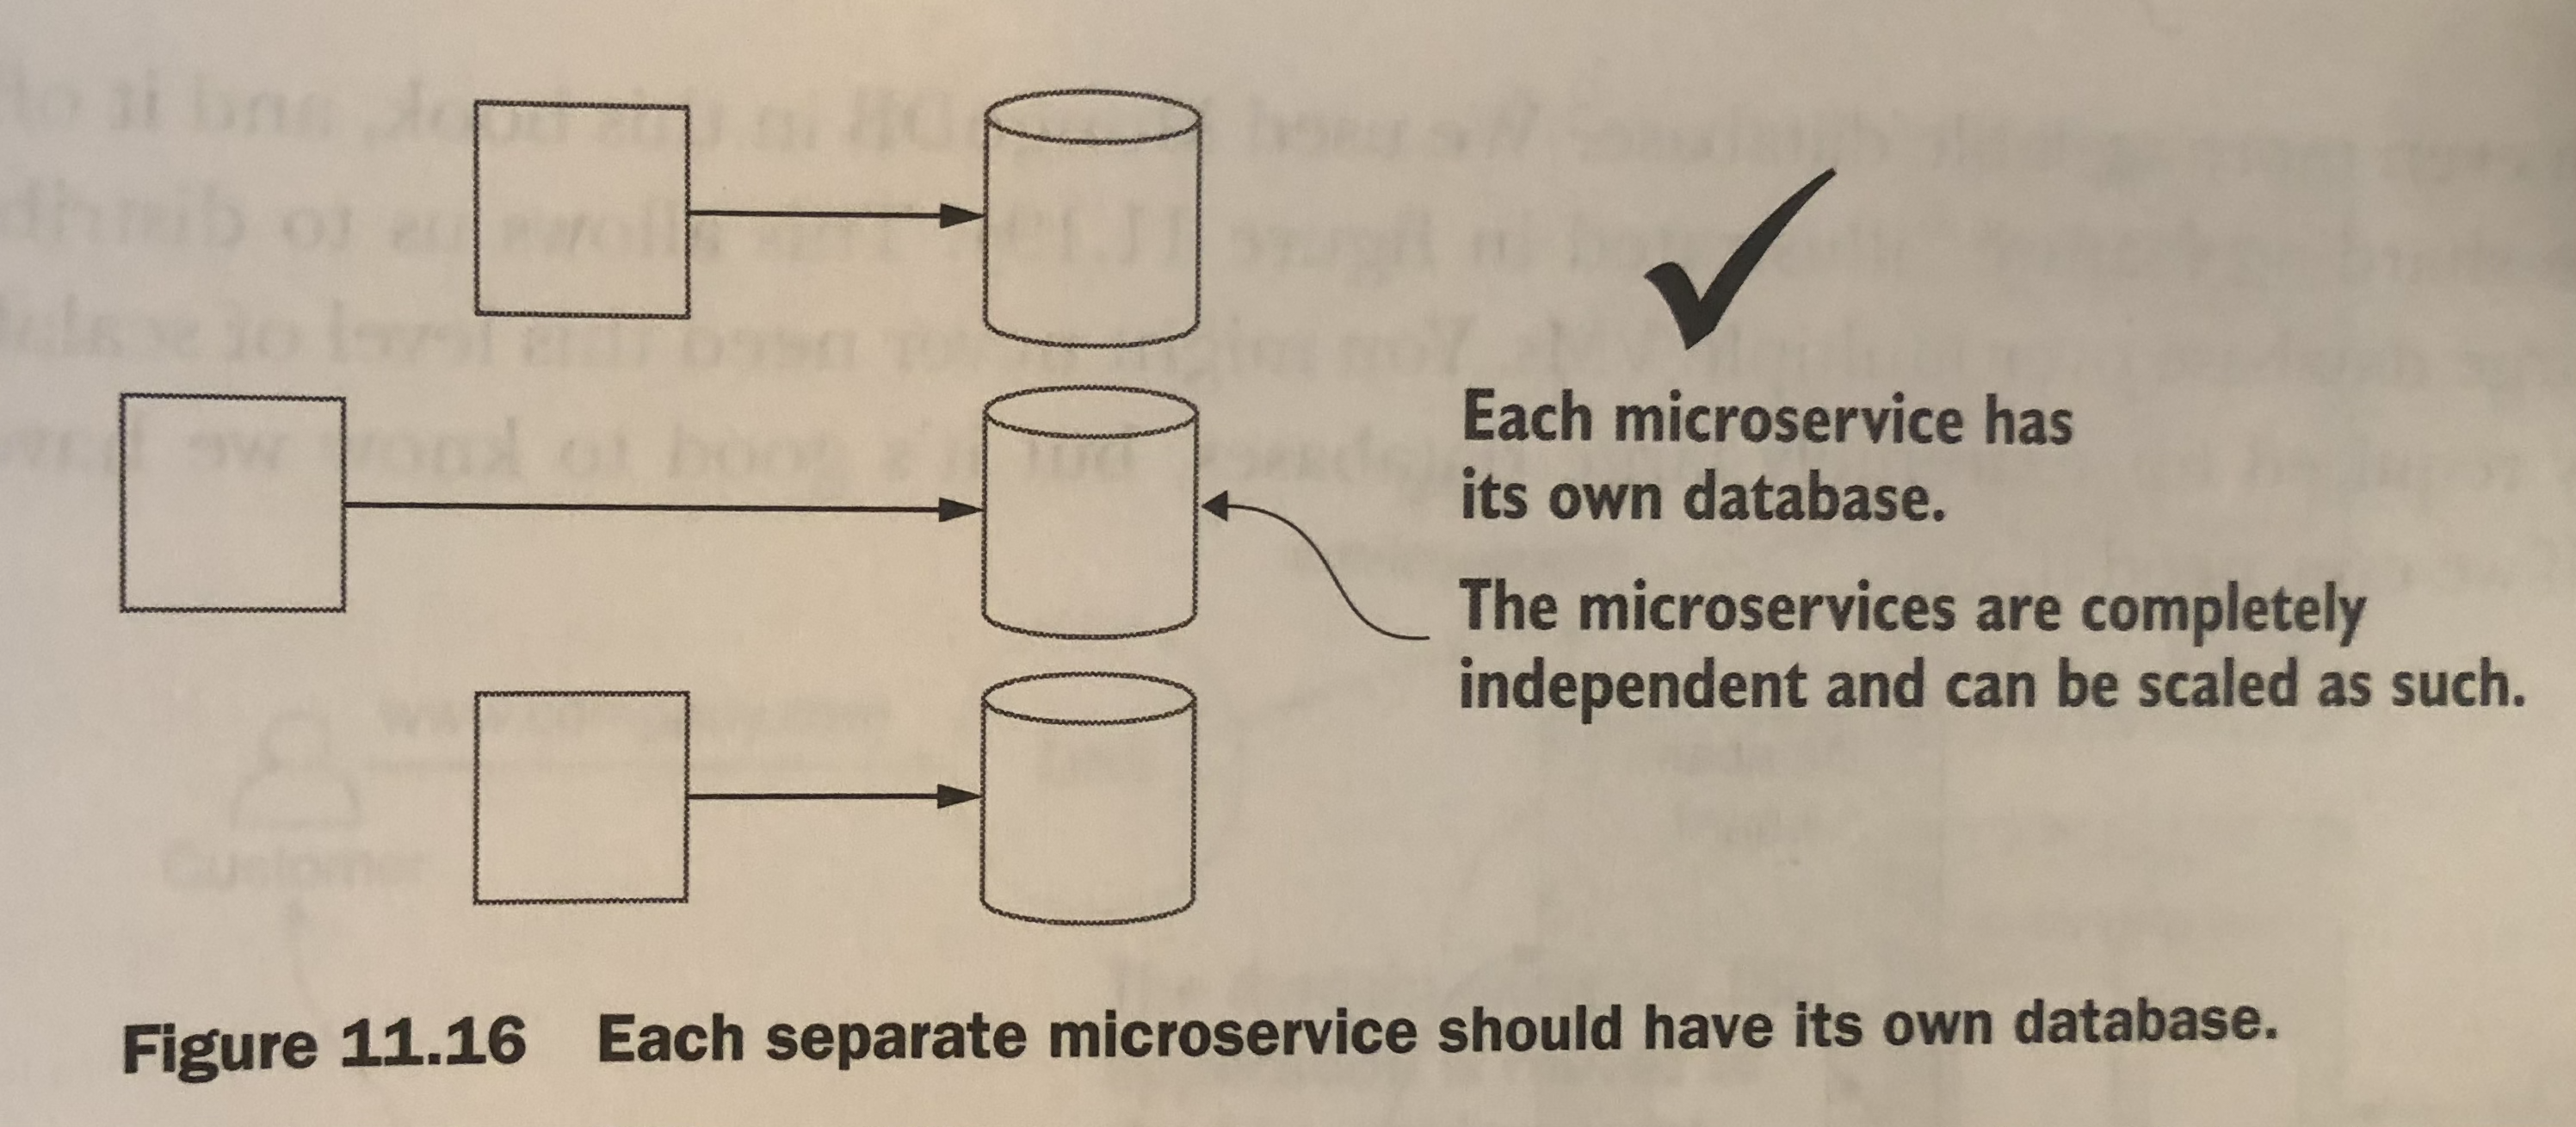 Each microservice has
its own database.
The microservices are completely
independent and can be scaled as such.
Figure 11.16 Each separate microservice should have its own database.